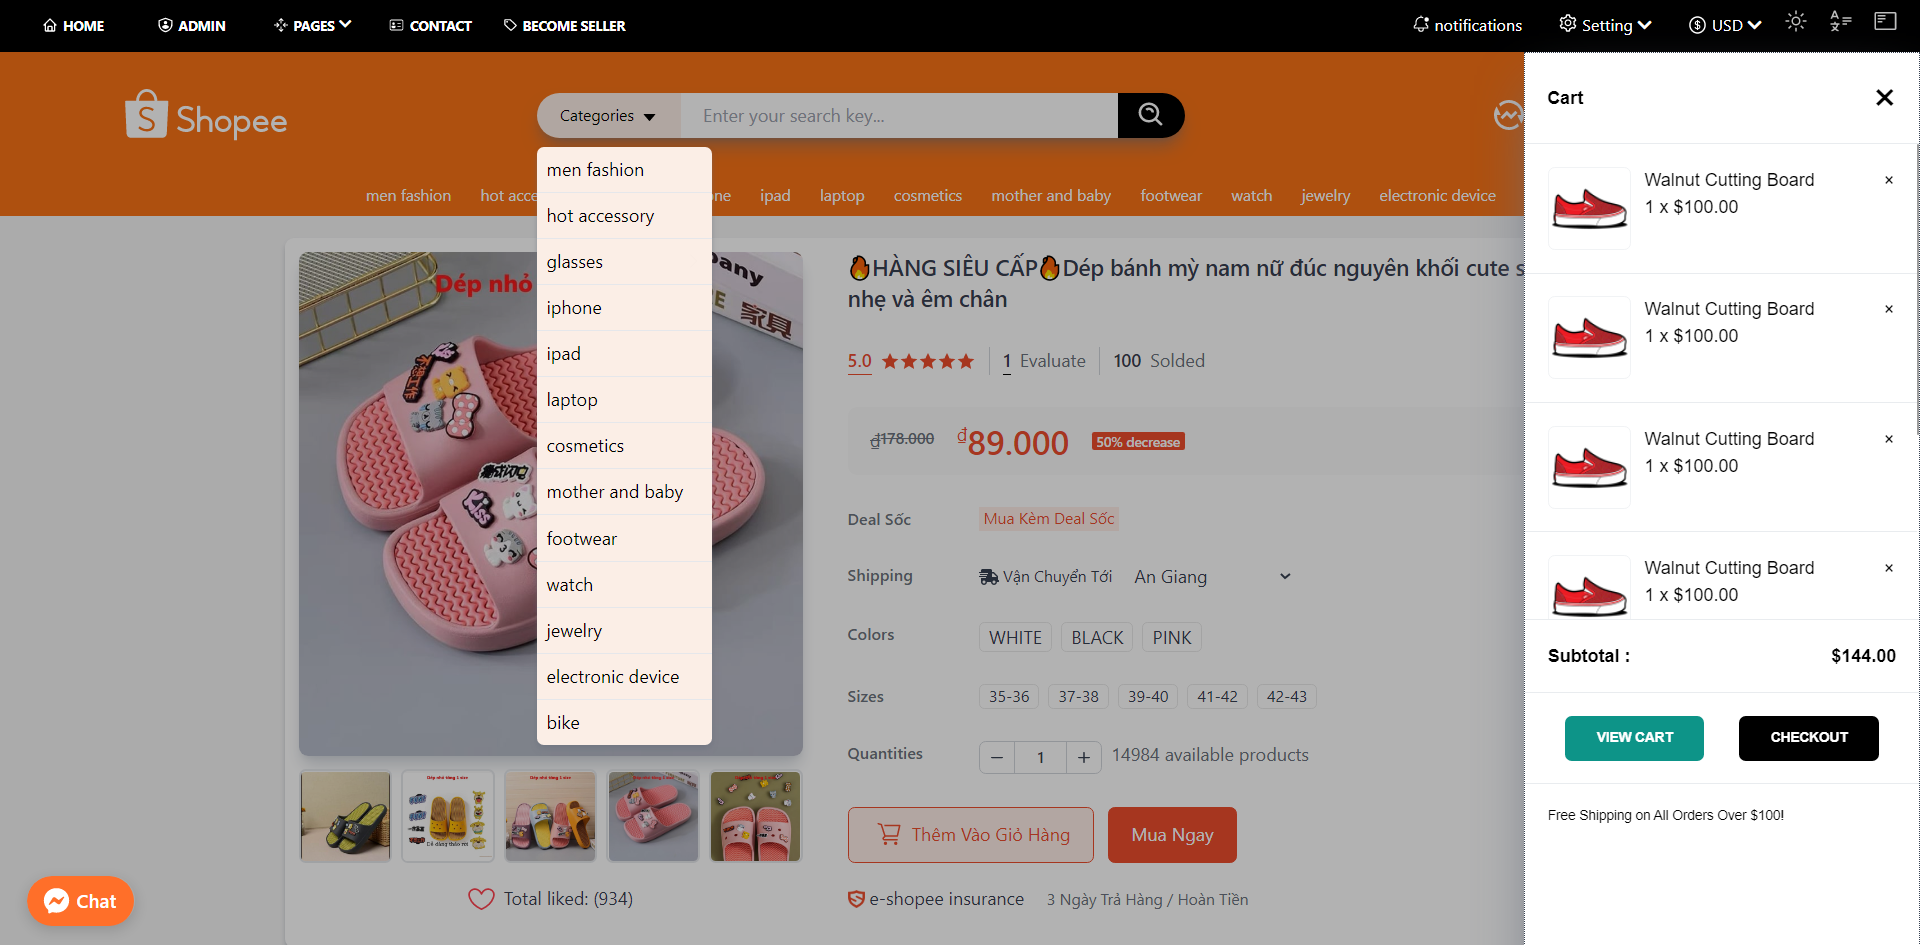 HOME
ADMIN
PAGES
CONTACT
BECOME SELLER
notifications
Setting
USD
Shopee
Categories
Enter your search key...
men fashion
hot acce
ne
ipad
laptop
cosmetics
mother and baby
footwear
watch
jewelry
electronic device
men fashion
hot accessory
glasses
iphone
ipad
laptop
cosmetics
mother and baby
footwear
watch
jewelry
electronic device
bike
Dép nhỏ
pany
家具
Kiss
🔥HÀNG SIÊU CẤP🔥Dép bánh mỳ nam nữ đúc nguyên khối cute s
nhẹ và êm chân
5.0
1 Evaluate
100 Solded
₫178.000
₫89.000
50% decrease
Deal Sốc
Mua Kèm Deal Sốc
Shipping
Vận Chuyển Tới
An Giang
Colors
WHITE
BLACK
PINK
Sizes
35-36
37-38
39-40
41-42
42-43
Quantities
− 1 +
14984 available products
Thêm Vào Giỏ Hàng
Mua Ngay
Total liked: (934)
e-shopee insurance
3 Ngày Trả Hàng / Hoàn Tiền
Chat
Cart
Walnut Cutting Board ×
1 x $100.00
Walnut Cutting Board ×
1 x $100.00
Walnut Cutting Board ×
1 x $100.00
Walnut Cutting Board ×
1 x $100.00
Subtotal : $144.00
VIEW CART
CHECKOUT
Free Shipping on All Orders Over $100!